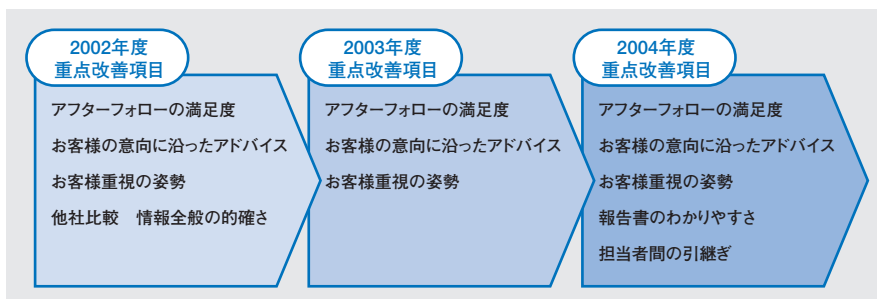 2002年度
重点改善項目
アフターフォローの満足度
お客様の意向に沿ったアドバイス
お客様重視の姿勢
他社比較　情報全般の的確さ
2003年度
重点改善項目
アフターフォローの満足度
お客様の意向に沿ったアドバイス
お客様重視の姿勢
2004年度
重点改善項目
アフターフォローの満足度
お客様の意向に沿ったアドバイス
お客様重視の姿勢
報告書のわかりやすさ
担当者間の引継ぎ